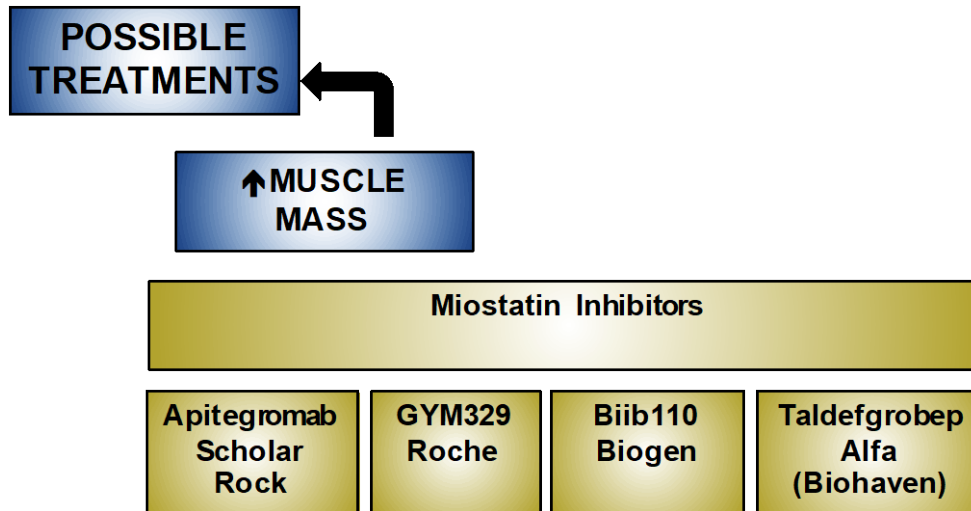 POSSIBLE
TREATMENTS
↑MUSCLE
MASS
Miostatin Inhibitors
Apitegromab
Scholar
Rock
GYM329
Roche
Biib110
Biogen
Taldefgrobep
Alfa
(Biohaven)